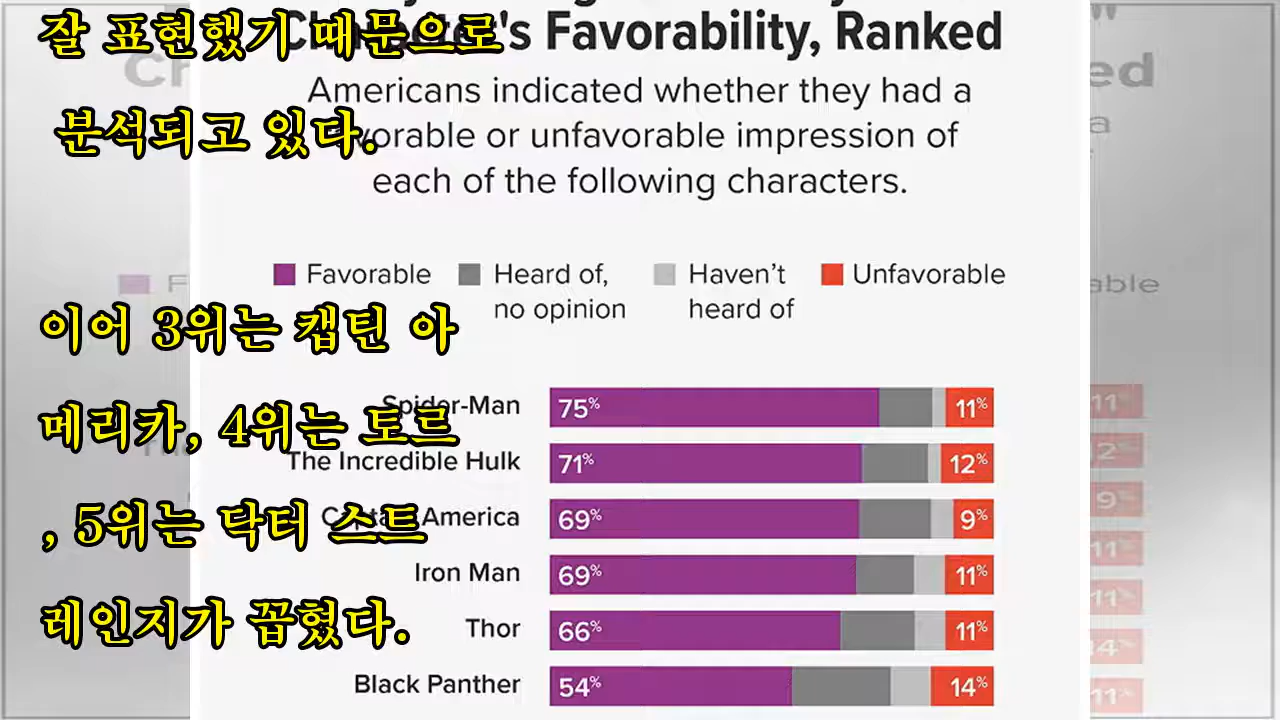 잘 표현했기 때문으로
분석되고 있다.
이어 3위는 캡틴 아
메리카, 4위는 토르
, 5위는 닥터 스트
레인지가 꼽혔다.
Character's Favorability, Ranked
Americans indicated whether they had a
favorable or unfavorable impression of
each of the following characters.
Favorable
Heard of,
no opinion
Haven't
heard of
Unfavorable
Spider-Man 75% 11%
The Incredible Hulk 71% 12%
Captain America 69% 9%
Iron Man 69% 11%
Thor 66% 11%
Black Panther 54% 14%